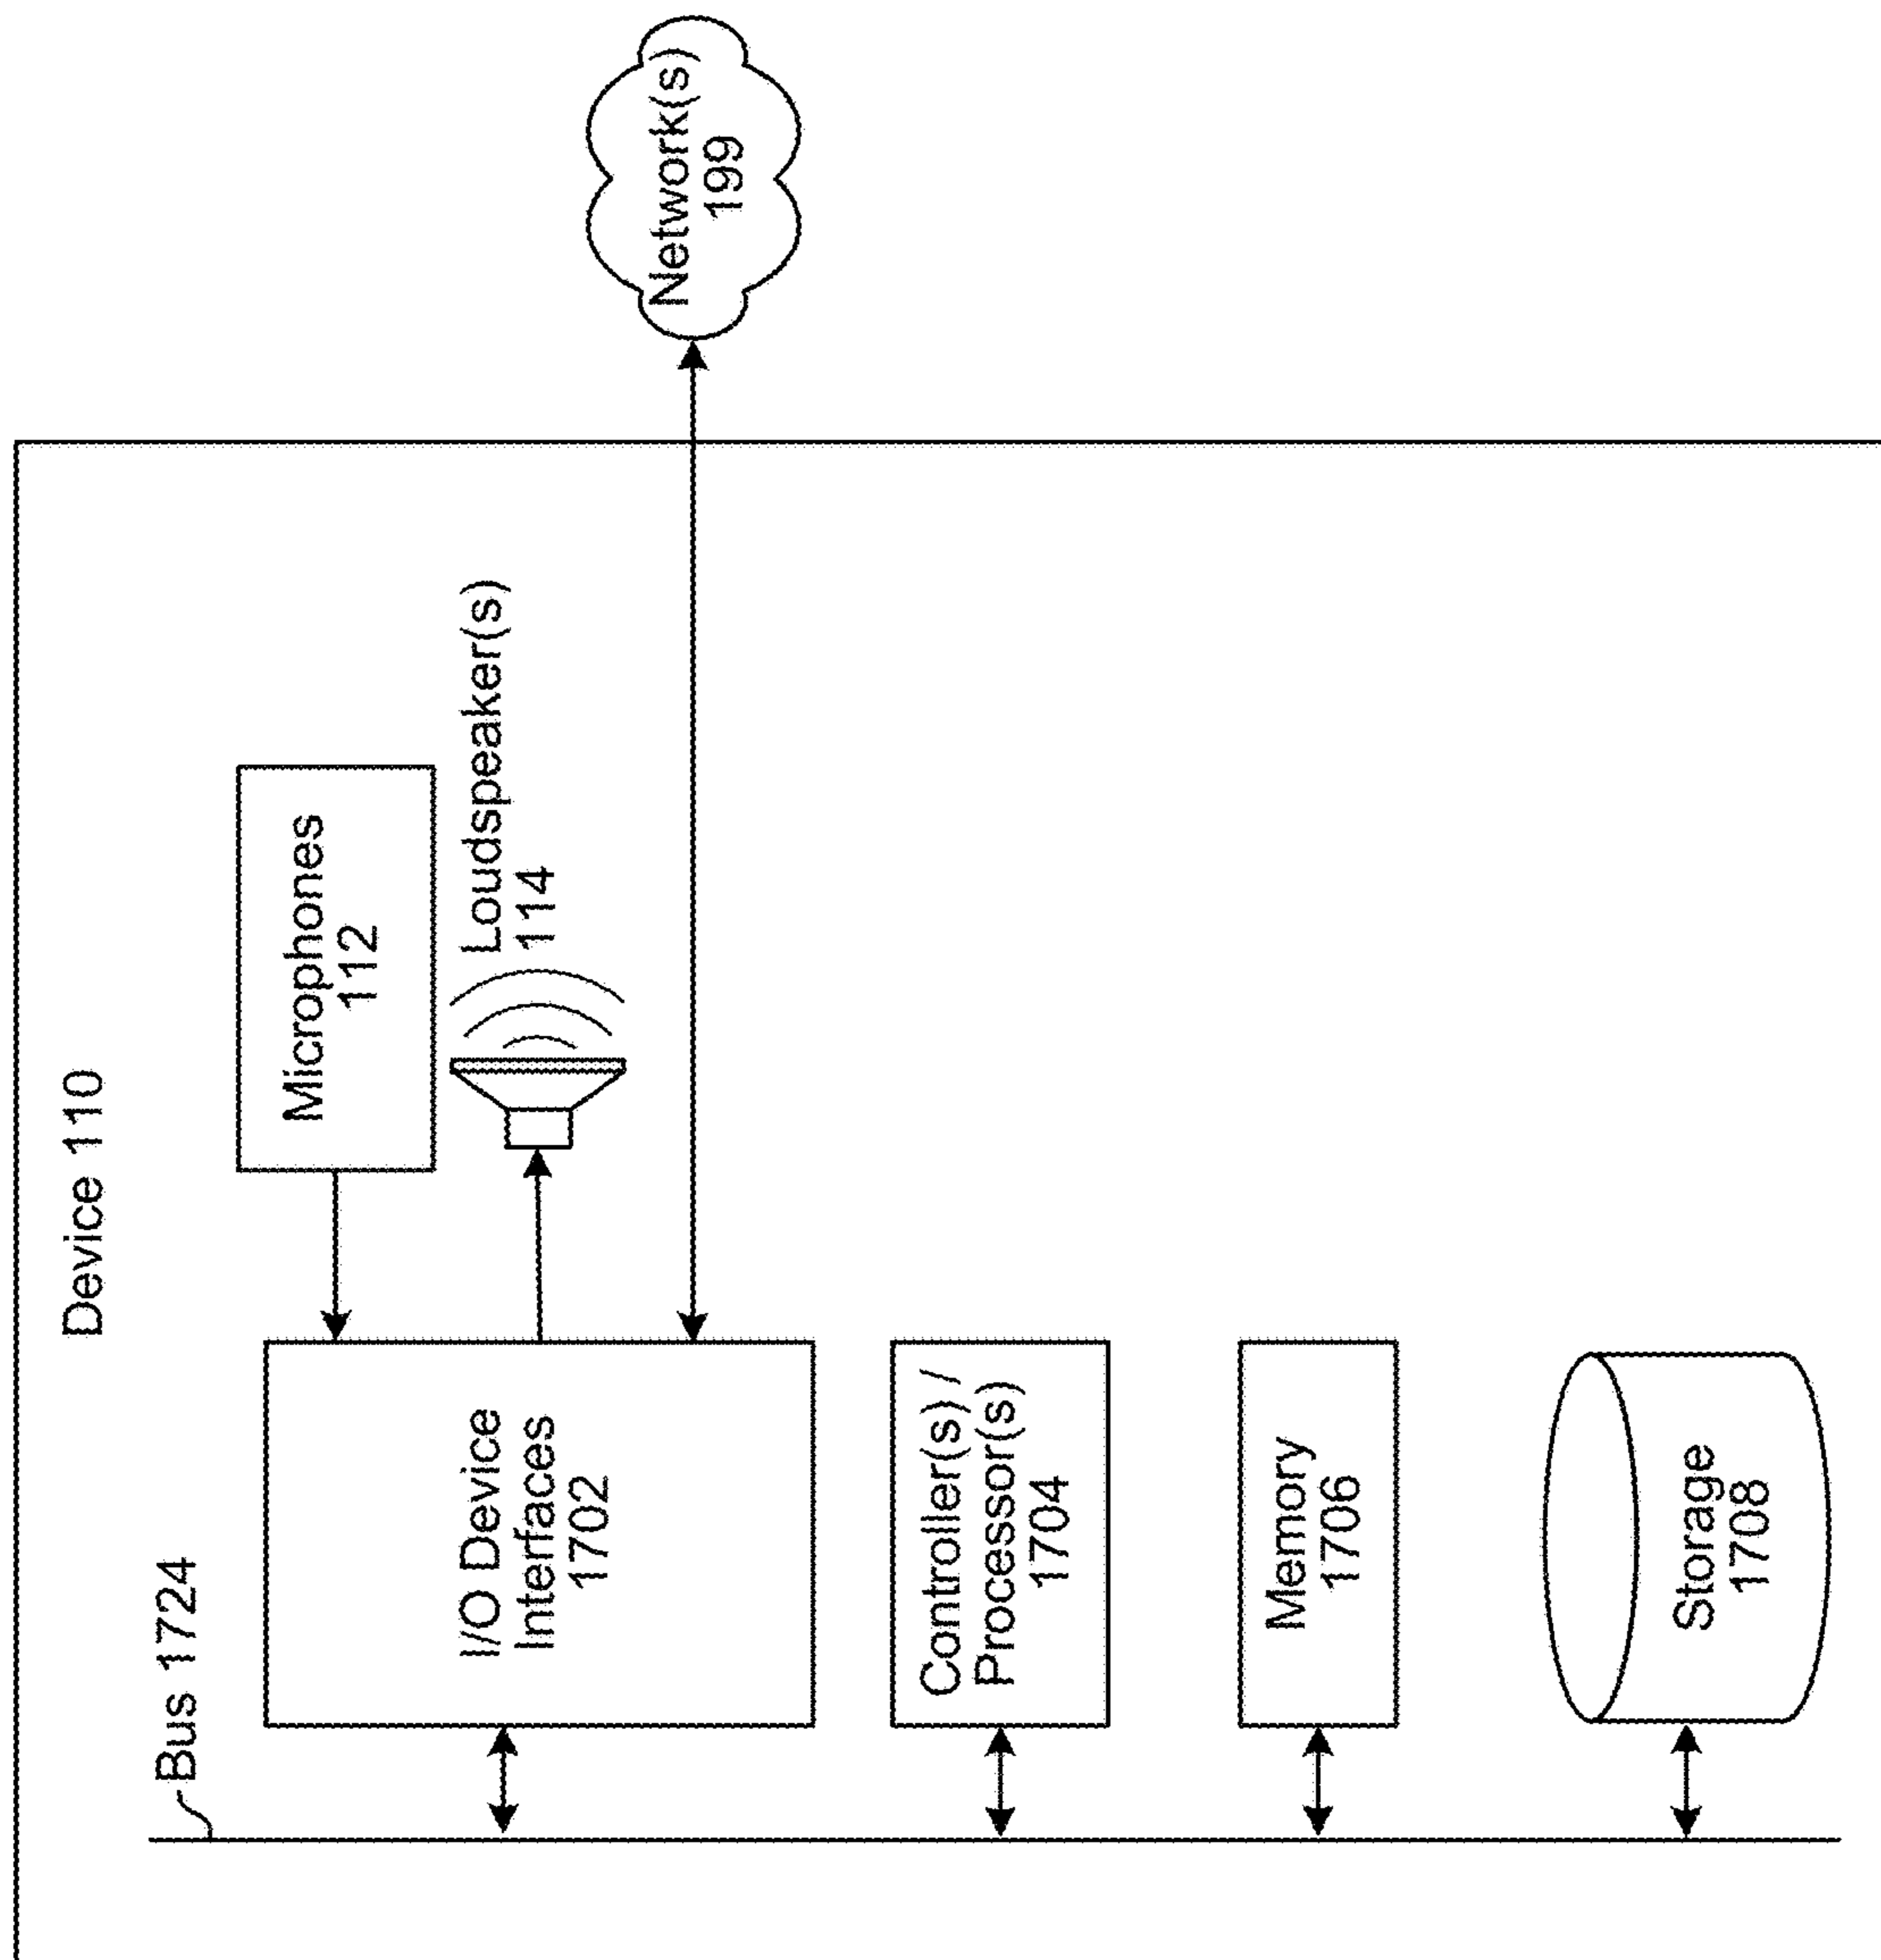 Device 110
Bus 1724
I/O Device
Interfaces
1702
Microphones
112
Loudspeaker(s)
114
Network(s)
199
Controller(s) /
Processor(s)
1704
Memory
1706
Storage
1708